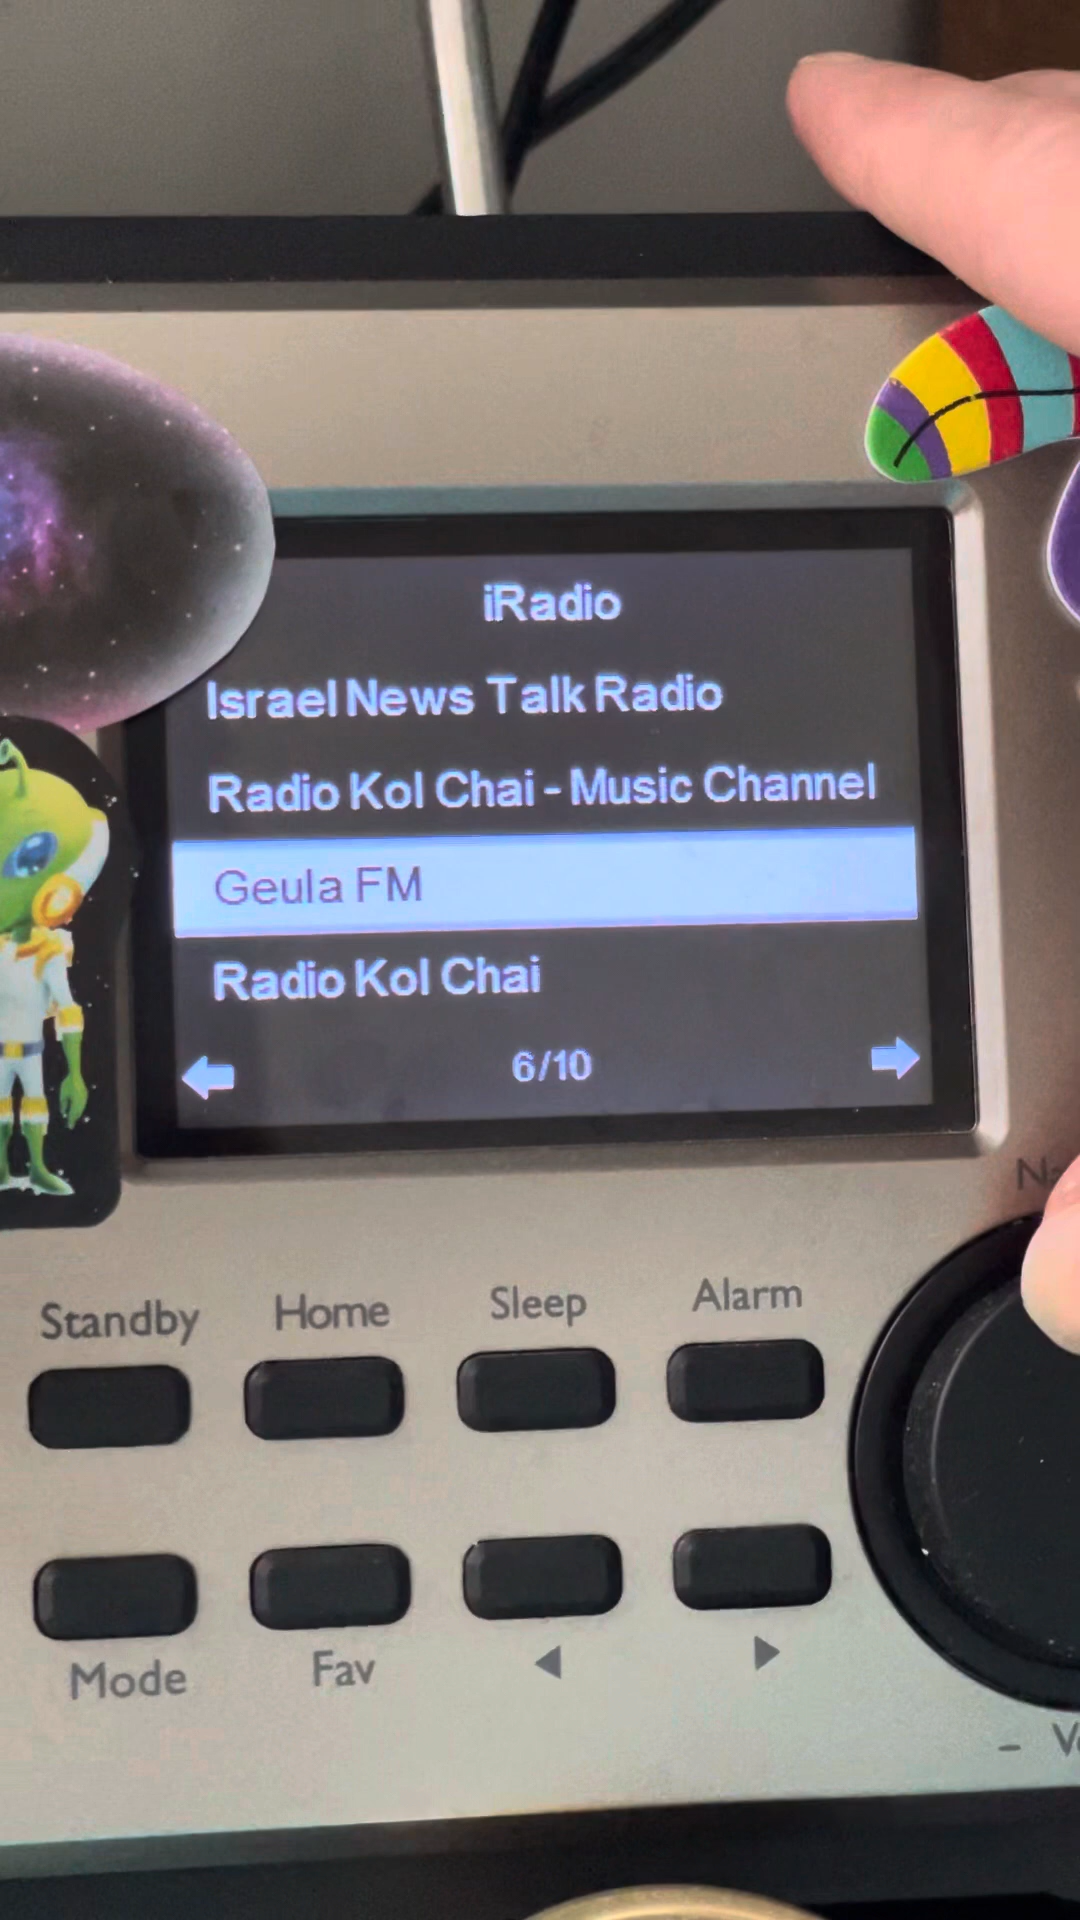 iRadio
Israel News Talk Radio
Radio Kol Chai - Music Channel
Geula FM
Radio Kol Chai
6/10
Standby Home Sleep Alarm
Mode Fav
-